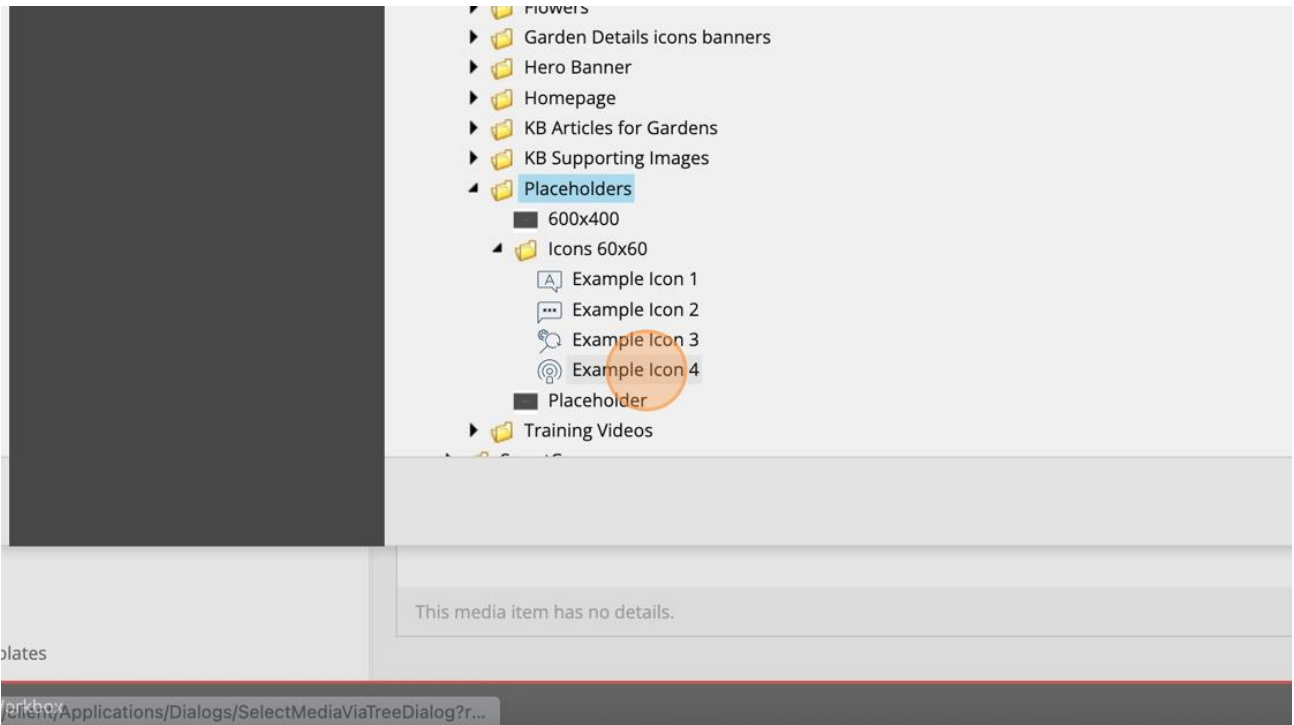 Flowers
Garden Details icons banners
Hero Banner
Homepage
KB Articles for Gardens
KB Supporting Images
Placeholders
600x400
Icons 60x60
A Example Icon 1
Example Icon 2
Example Icon 3
Example Icon 4
Placeholder
Training Videos
This media item has no details.
plates
/client/Applications/Dialogs/SelectMediaViaTreeDialog?r...